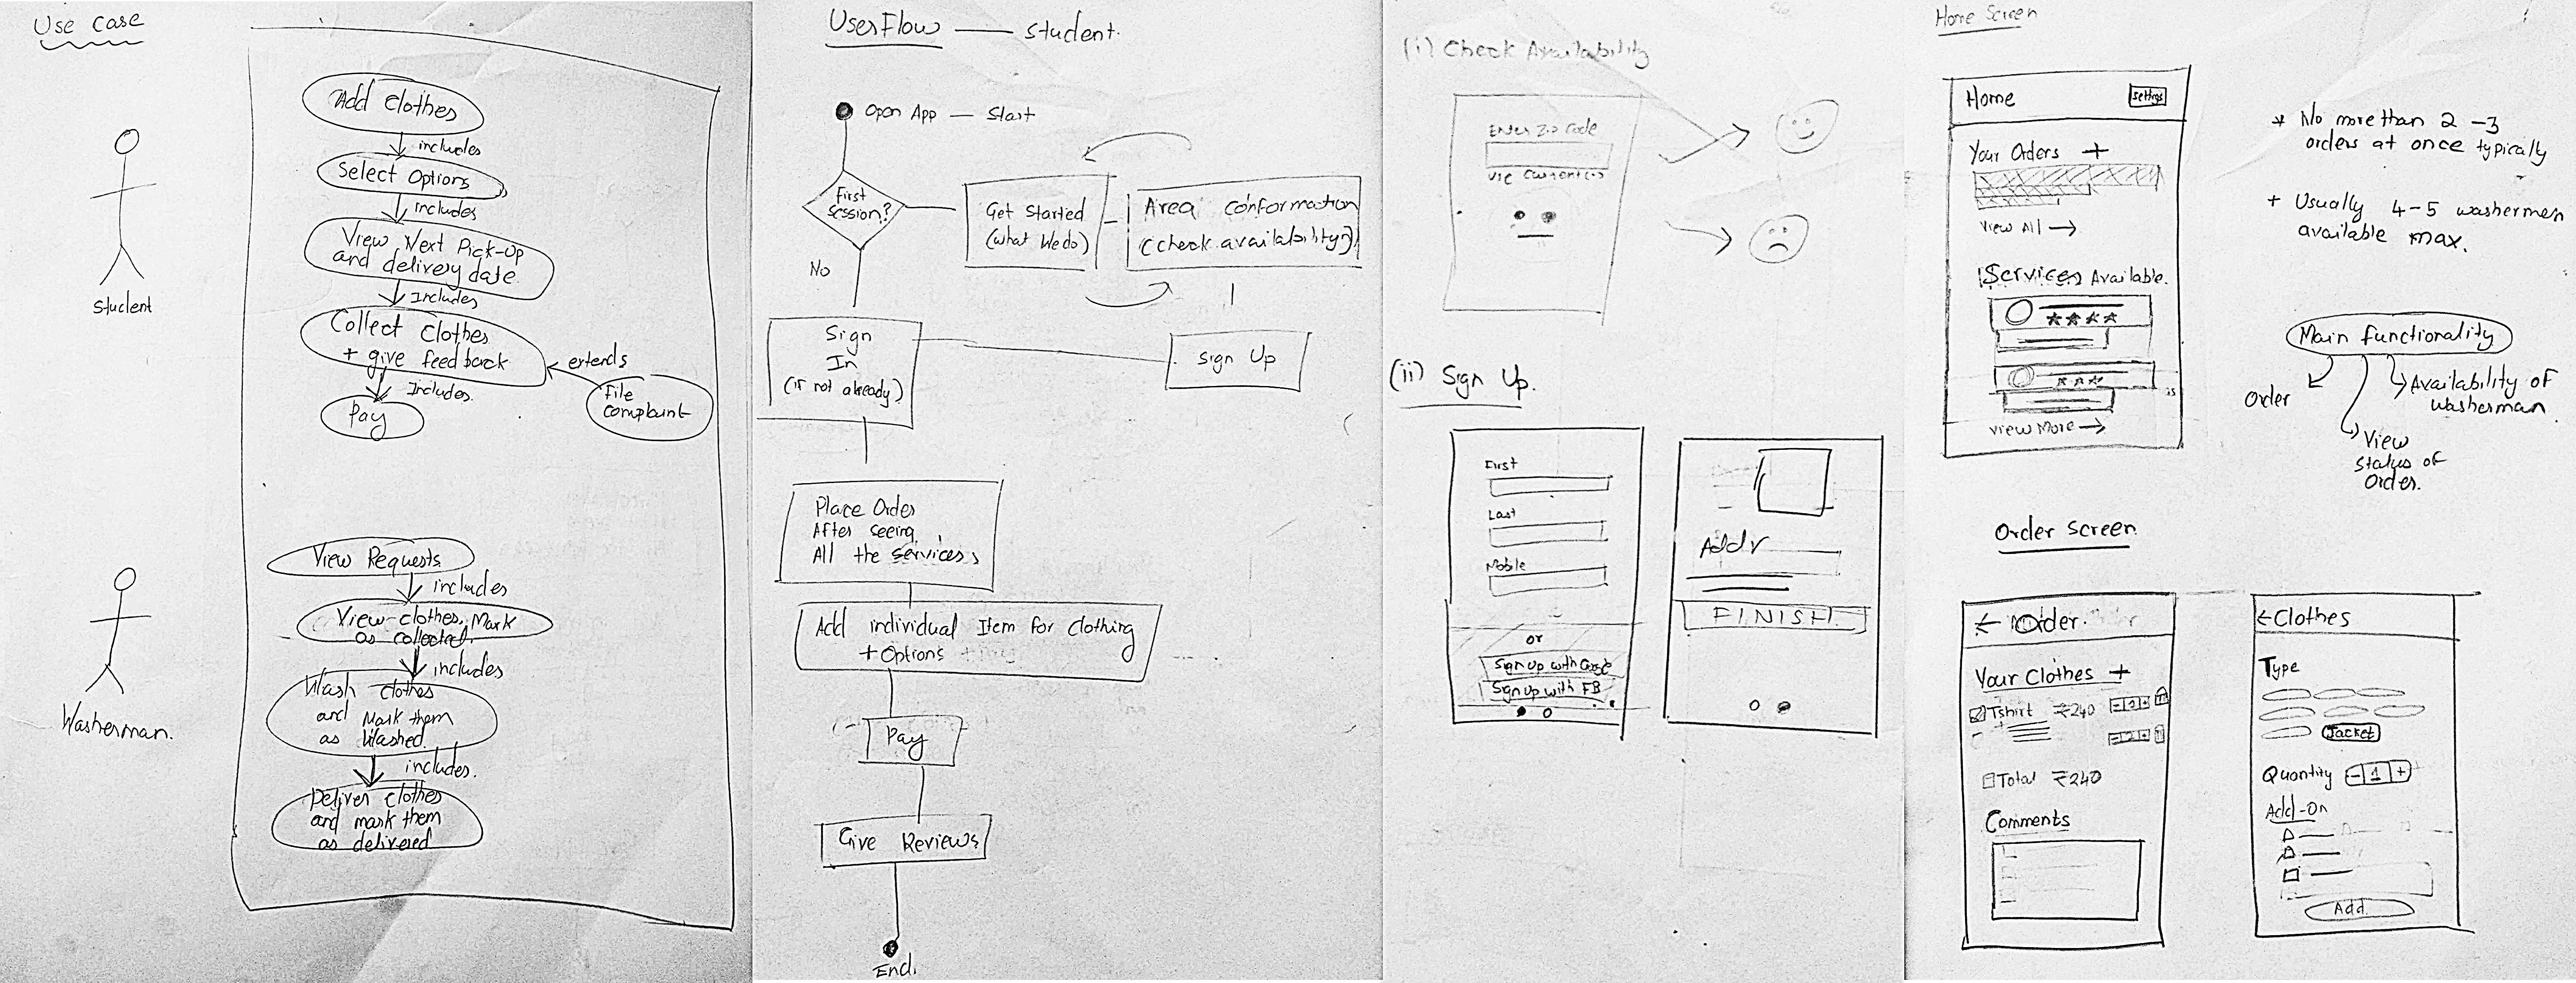 Use Case
Add Clothes
includes
Select Options
includes
View Next Pick-Up
and delivery date
Includes
Collect Clothes
+ give feedback
extends
File
complaint
Includes
Pay
Student
View Requests
includes
View clothes, Mark
as collected
includes
Wash clothes
and Mark them
as Washed
includes.
Deliver clothes
and mark them
as delivered
Washerman.
UserFlow — Student.
Open App — Start
First
Session?
Get Started
(what We do)
Area Conformation
(check availability)
No
Sign
In
(if not already)
Sign Up
Place Order
After seeing
All the services
Add individual Item for clothing
+ Options
Pay
Give Reviews
End.
(i) Check Availability
Enter Zip Code
(ii) Sign Up.
First
Last
Mobile
or
Sign up with Google
Sign up with FB
Addr
FINISH
Home Screen
Home
Settings
Your Orders +
View All →
Services Available.
View More →
* No more than 2 - 3
orders at once typically
+ Usually 4-5 washermen
available max.
Main functionality
Order
View
Status of
Order.
Availability of
Washerman
Order Screen
← Order
Your Clothes +
Tshirt ₹240 - 1 +
Total ₹240
Comments
← Clothes
Type
Jacket
Quantity - 1 +
Add-On
Add